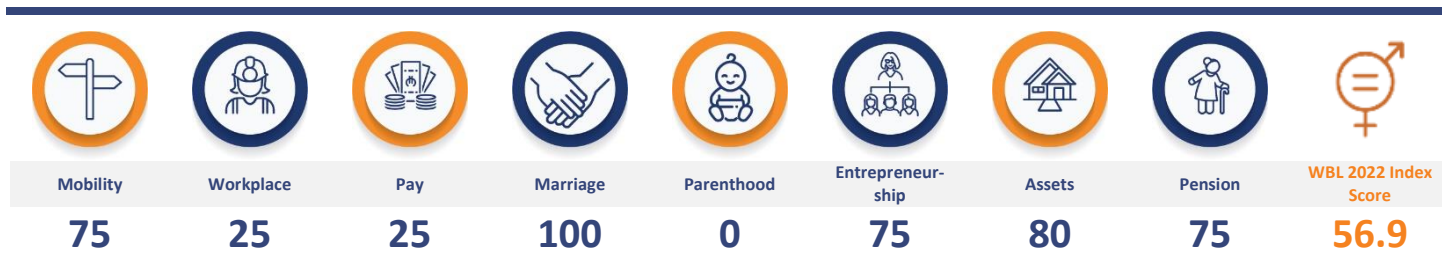 Mobility
Workplace
Pay
Marriage
Parenthood
Entrepreneur-
ship
Assets
Pension
WBL 2022 Index
Score
75
25
25
100
0
75
80
75
56.9